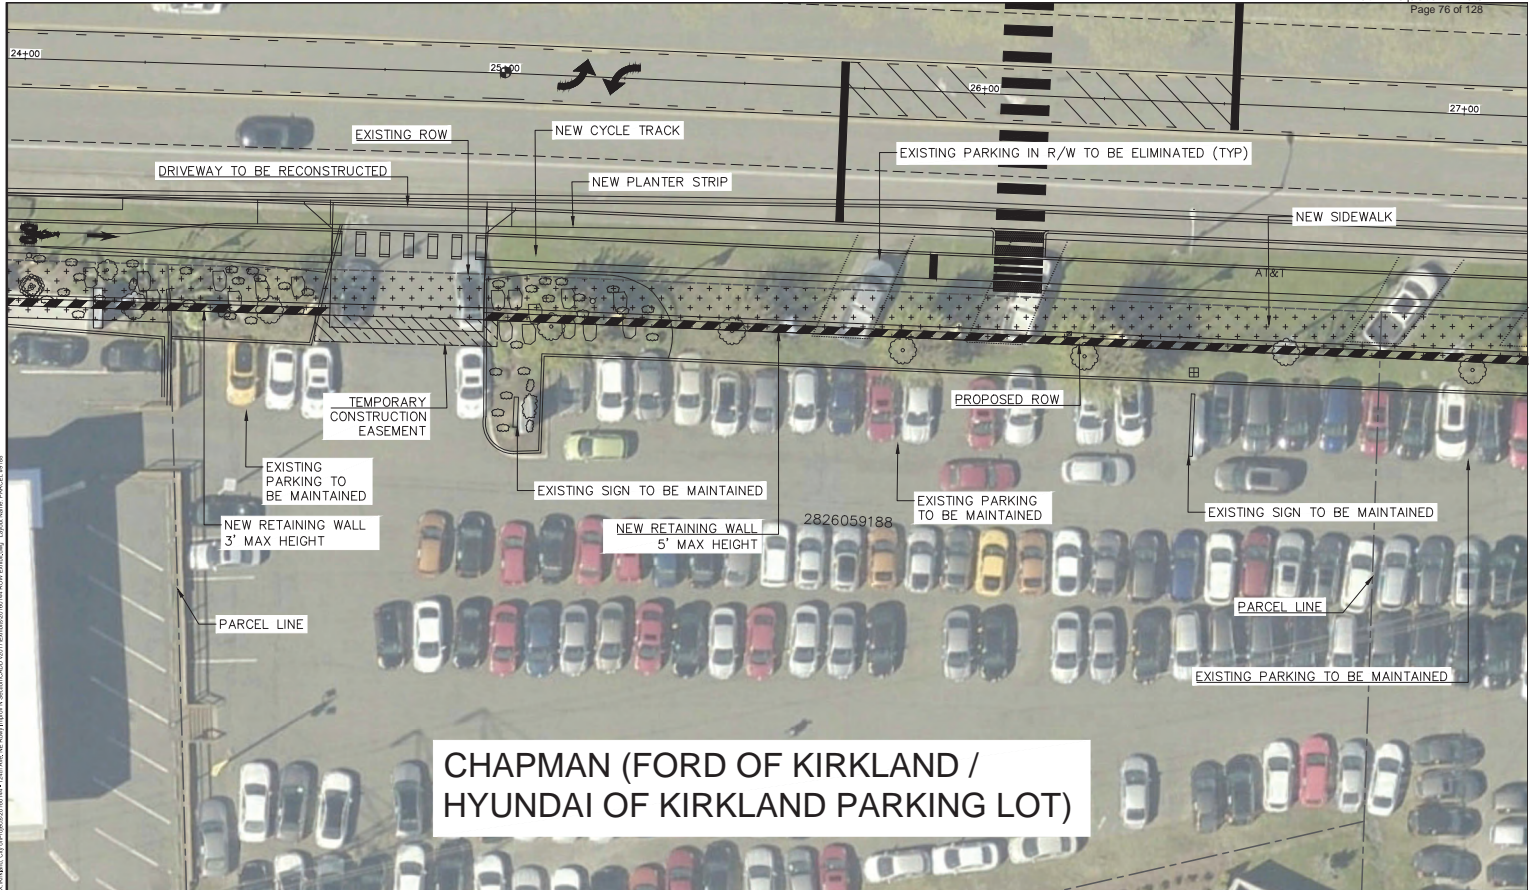 Page 76 of 128
24+00
25+00
26+00
27+00
EXISTING ROW
NEW CYCLE TRACK
EXISTING PARKING IN R/W TO BE ELIMINATED (TYP)
DRIVEWAY TO BE RECONSTRUCTED
NEW PLANTER STRIP
NEW SIDEWALK
AT&T
TEMPORARY
CONSTRUCTION
EASEMENT
PROPOSED ROW
EXISTING
PARKING TO
BE MAINTAINED
EXISTING SIGN TO BE MAINTAINED
EXISTING PARKING
TO BE MAINTAINED
EXISTING SIGN TO BE MAINTAINED
NEW RETAINING WALL
3' MAX HEIGHT
NEW RETAINING WALL
5' MAX HEIGHT
2826059188
PARCEL LINE
PARCEL LINE
EXISTING PARKING TO BE MAINTAINED
CHAPMAN (FORD OF KIRKLAND /
HYUNDAI OF KIRKLAND PARKING LOT)